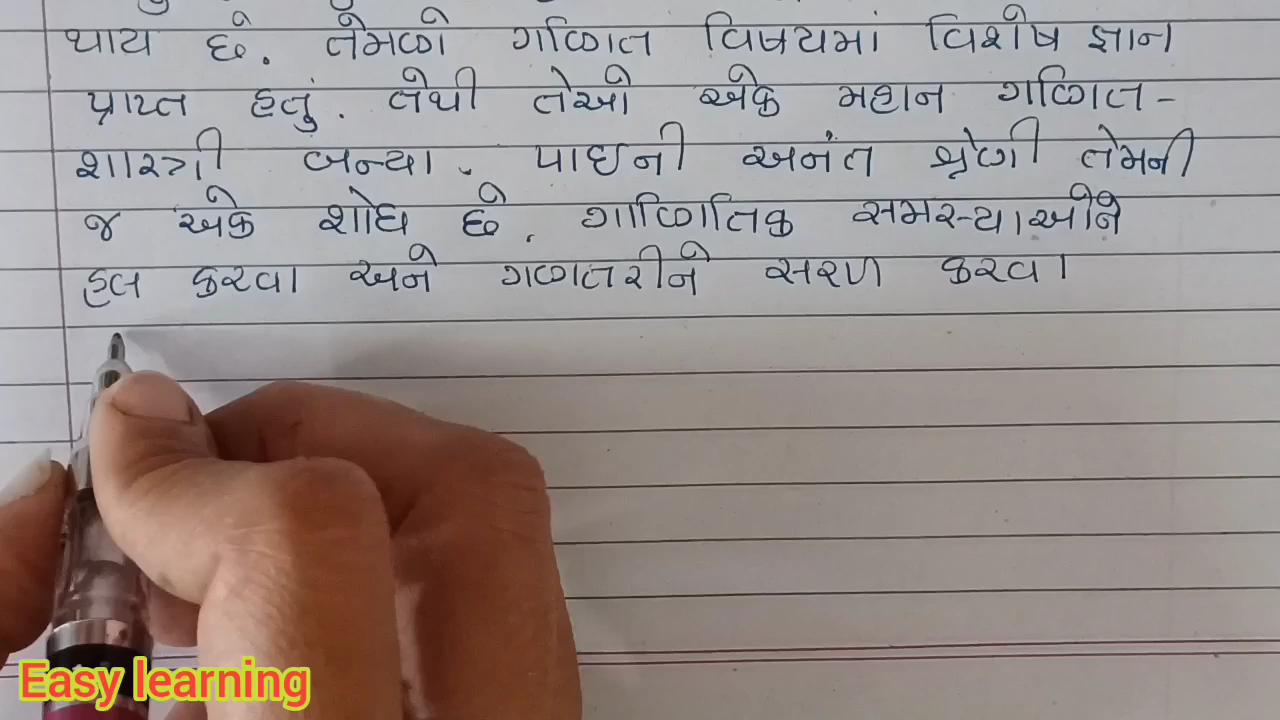 થાય છે. તેમણે ગણિત વિષયમાં વિશેષ જ્ઞાન
પ્રાપ્ત હતું. તેથી તેઓ એક મહાન ગણિત-
શાસ્ત્રી બન્યા. પાઇની અનંત શ્રેણી તેમની
જ એક શોધ છે. ગાણિતિક સમસ્યાઓને
હલ કરવા અને ગણતરીને સરળ કરવા
Easy learning